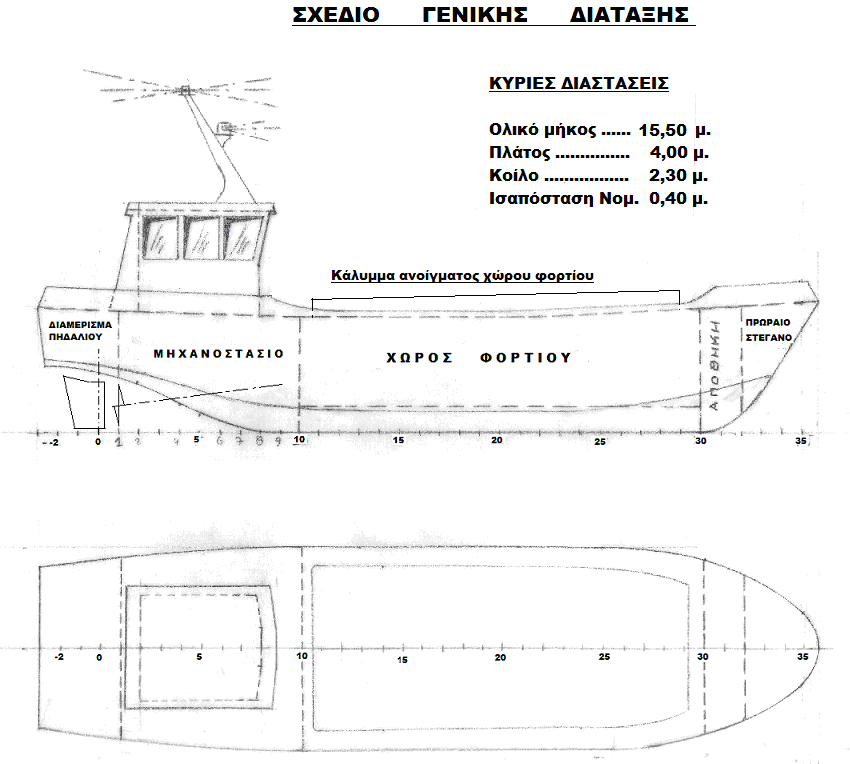 ΣΧΕΔΙΟ ΓΕΝΙΚΗΣ ΔΙΑΤΑΞΗΣ
ΚΥΡΙΕΣ ΔΙΑΣΤΑΣΕΙΣ
Ολικό μήκος ...... 15,50 μ.
Πλάτος ............... 4,00 μ.
Κοίλο ................. 2,30 μ.
Ισαπόσταση Νομ. 0,40 μ.
Κάλυμμα ανοίγματος χώρου φορτίου
ΔΙΑΜΕΡΙΣΜΑ
ΠΗΔΑΛΙΟΥ
ΜΗΧΑΝΟΣΤΑΣΙΟ
ΧΩΡΟΣ ΦΟΡΤΙΟΥ
ΑΠΟΘΗΚΗ
ΠΡΩΡΑΙΟ
ΣΤΕΓΑΝΟ
-2 0 1 2 4 5 6 7 8 9 10 15 20 25 30 35
-2 0 5 10 15 20 25 30 35